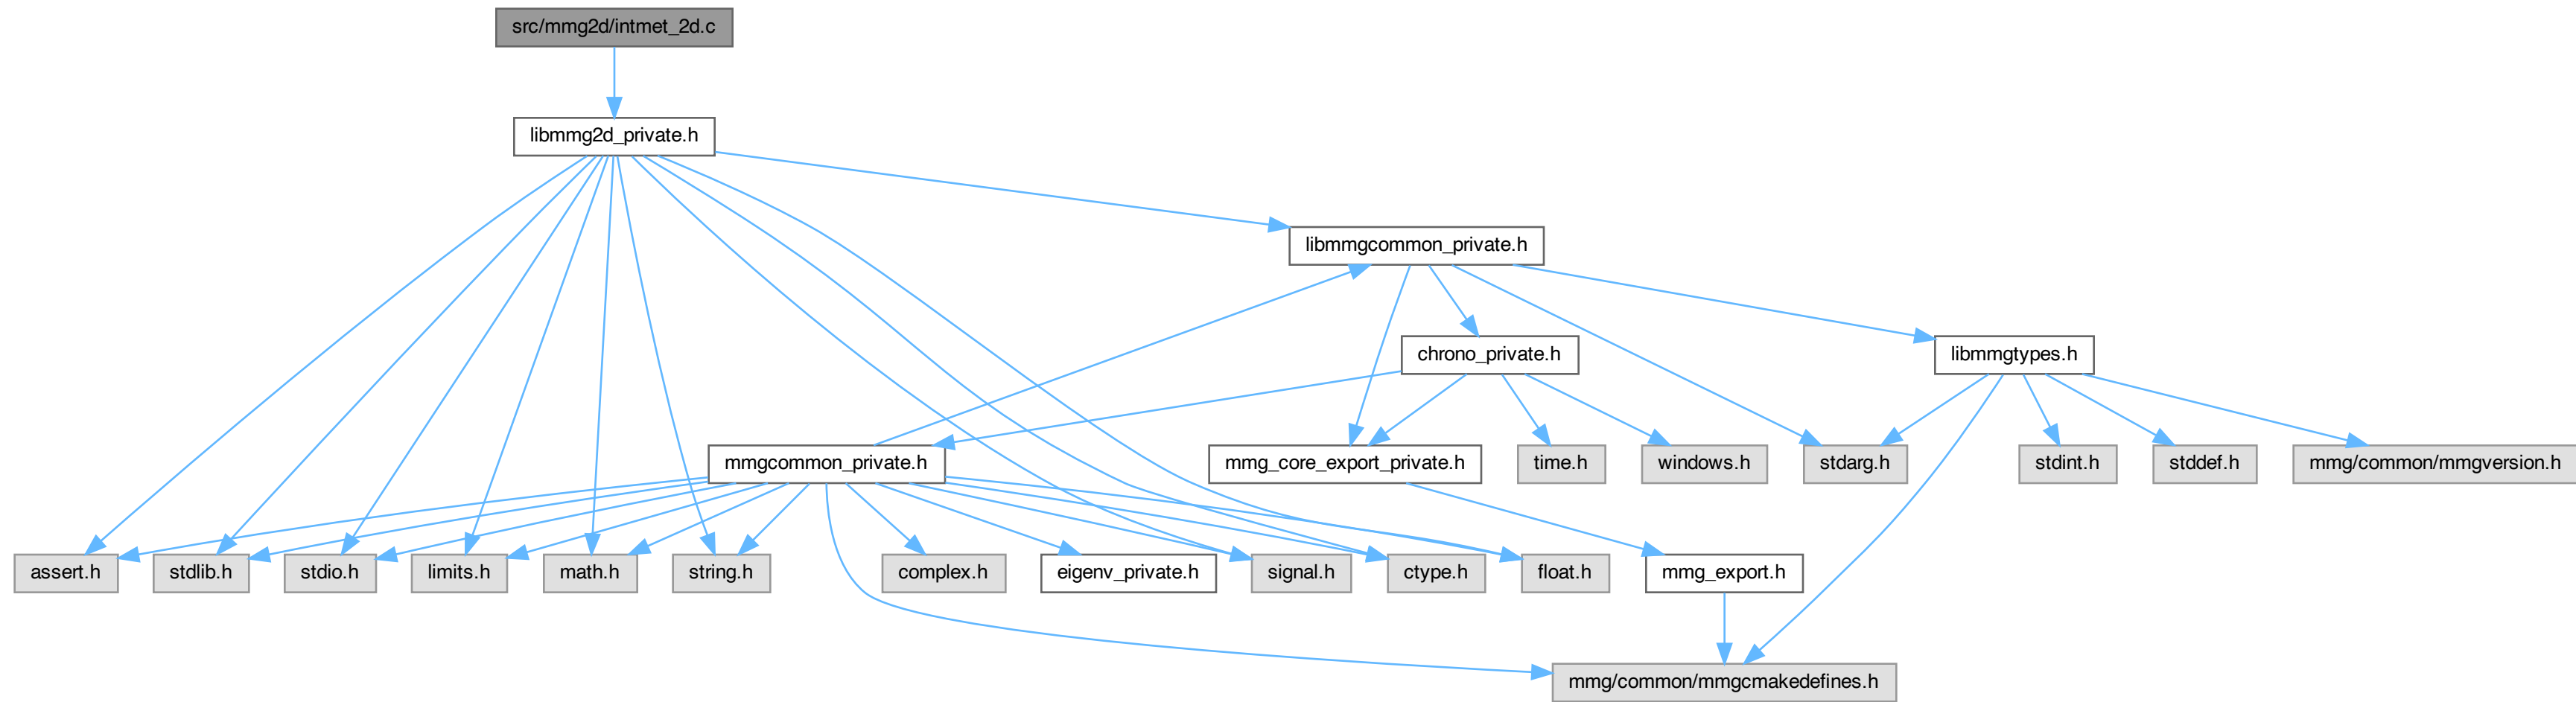 src/mmg2d/intmet_2d.c
libmmg2d_private.h
libmmgcommon_private.h
chrono_private.h
libmmgtypes.h
mmgcommon_private.h
mmg_core_export_private.h
time.h
windows.h
stdarg.h
stdint.h
stddef.h
mmg/common/mmgversion.h
assert.h
stdlib.h
stdio.h
limits.h
math.h
string.h
complex.h
eigenv_private.h
signal.h
ctype.h
float.h
mmg_export.h
mmg/common/mmgcmakedefines.h